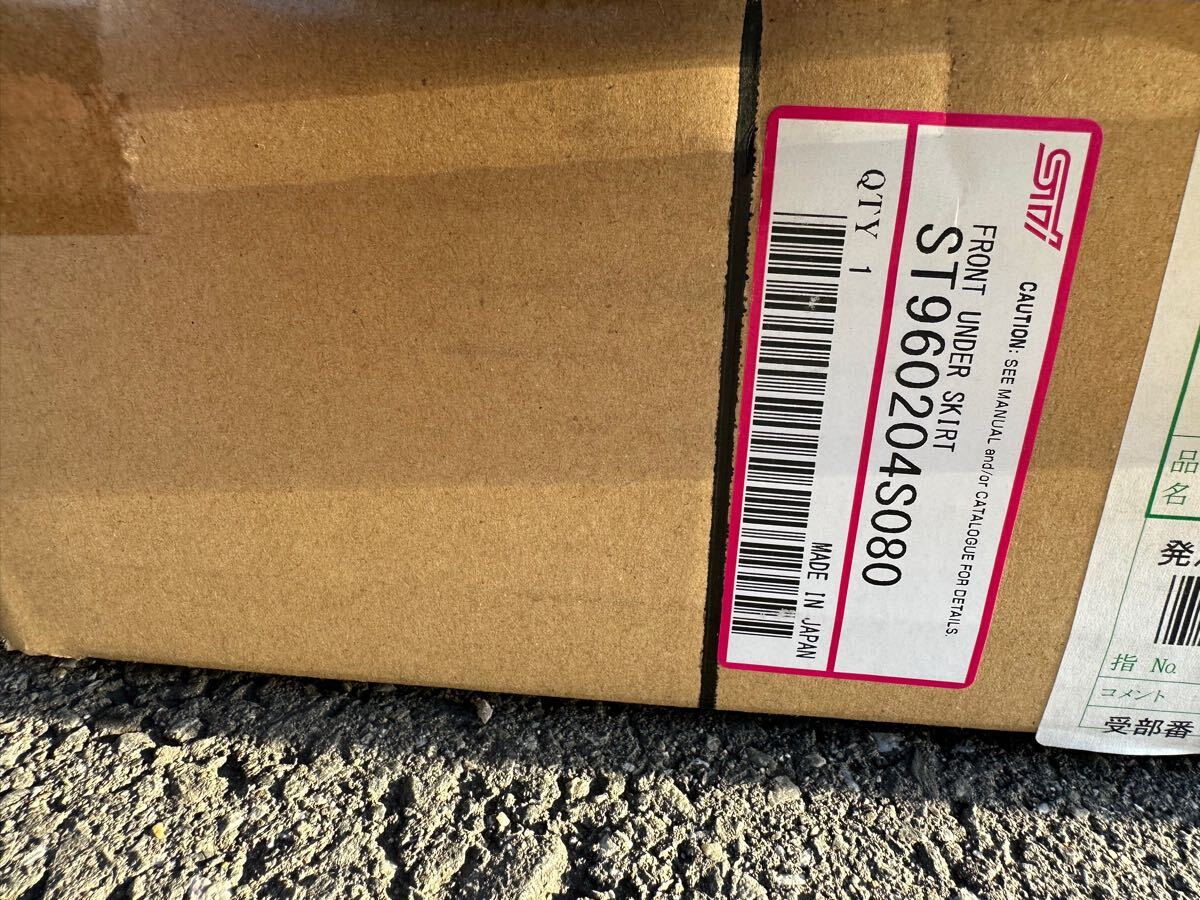 STI
CAUTION: SEE MANUAL and/or CATALOGUE FOR DETAILS.
FRONT UNDER SKIRT
ST960204S080
QTY 1
MADE IN JAPAN
品名
指 No.
コメント
受部番